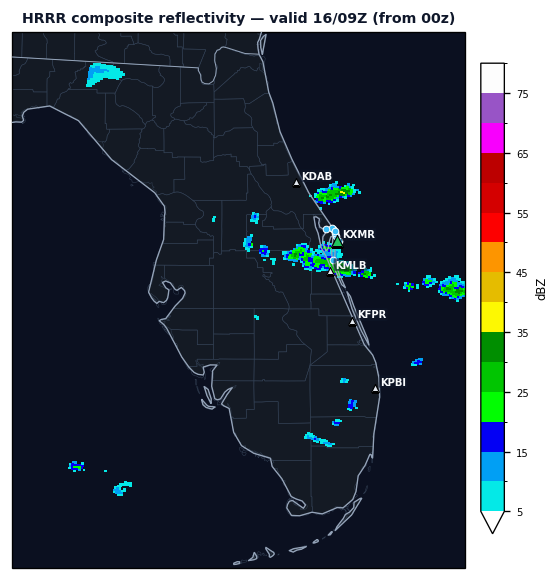 HRRR composite reflectivity — valid 16/09Z (from 00z)
KDAB
KXMR
KMLB
KFPR
KPBI
75
65
55
45
35
25
15
5
dBZ